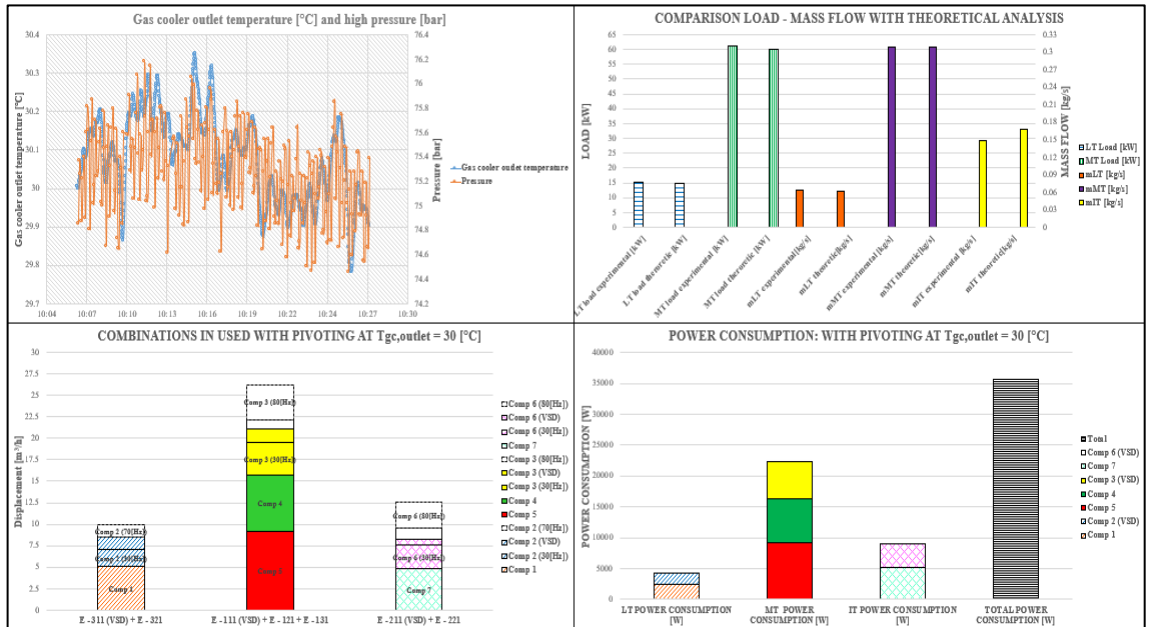 Gas cooler outlet temperature [°C] and high pressure [bar]
30.4
30.3
30.2
30.1
30.0
29.9
29.8
29.7
Gas cooler outlet temperature [°C]
76.4
76.2
76
75.8
75.6
75.4
75.2
75
74.8
74.6
74.4
74.2
Pressure [bar]
10:04 10:07 10:10 10:13 10:16 10:18 10:21 10:24 10:27 10:30
Gas cooler outlet temperature
Pressure
COMPARISON LOAD - MASS FLOW WITH THEORETICAL ANALYSIS
65
60
55
50
45
40
35
30
25
20
15
10
5
0
LOAD [kW]
0.33
0.3
0.27
0.24
0.21
0.18
0.15
0.12
0.09
0.06
0.03
0
MASS FLOW [kg/s]
LT load experimental [kW]
LT load theroretic [kW]
MT load experimental [kW]
MT load theroretic [kW]
mLT experimental [kg/s]
mLT theoretic[kg/s]
mMT experimental [kg/s]
mMT theoretic[kg/s]
mIT experimental [kg/s]
mIT theoretic[kg/s]
LT Load [kW]
MT Load [kW]
mLT [kg/s]
mMT [kg/s]
mIT [kg/s]
COMBINATIONS IN USED WITH PIVOTING AT Tgc,outlet = 30 [°C]
30
27.5
25
22.5
20
17.5
15
12.5
10
7.5
5
2.5
0
Displacement [m³/h]
Comp 2 (70[Hz])
Comp 2 (30[Hz])
Comp 1
Comp 3 (80[Hz])
Comp 3 (30[Hz])
Comp 4
Comp 5
Comp 6 (80[Hz])
Comp 6 (30[Hz])
Comp 7
E -311 (VSD) + E - 321
E -111 (VSD) + E -121 + E -131
E -211 (VSD) + E -221
Comp 6 (80[Hz])
Comp 6 (VSD)
Comp 6 (30[Hz])
Comp 7
Comp 3 (80[Hz])
Comp 3 (VSD)
Comp 3 (30[Hz])
Comp 4
Comp 5
Comp 2 (70[Hz])
Comp 2 (VSD)
Comp 2 (30[Hz])
Comp 1
POWER CONSUMPTION: WITH PIVOTING AT Tgc,outlet = 30 [°C]
40000
35000
30000
25000
20000
15000
10000
5000
0
POWER CONSUMPTION [W]
LT POWER CONSUMPTION
[W]
MT POWER
CONSUMPTION [W]
IT POWER CONSUMPTION
[W]
TOTAL POWER
CONSUMPTION [W]
Comp 6 (VSD)
Comp 7
Comp 3 (VSD)
Comp 4
Comp 5
Comp 2 (VSD)
Comp 1